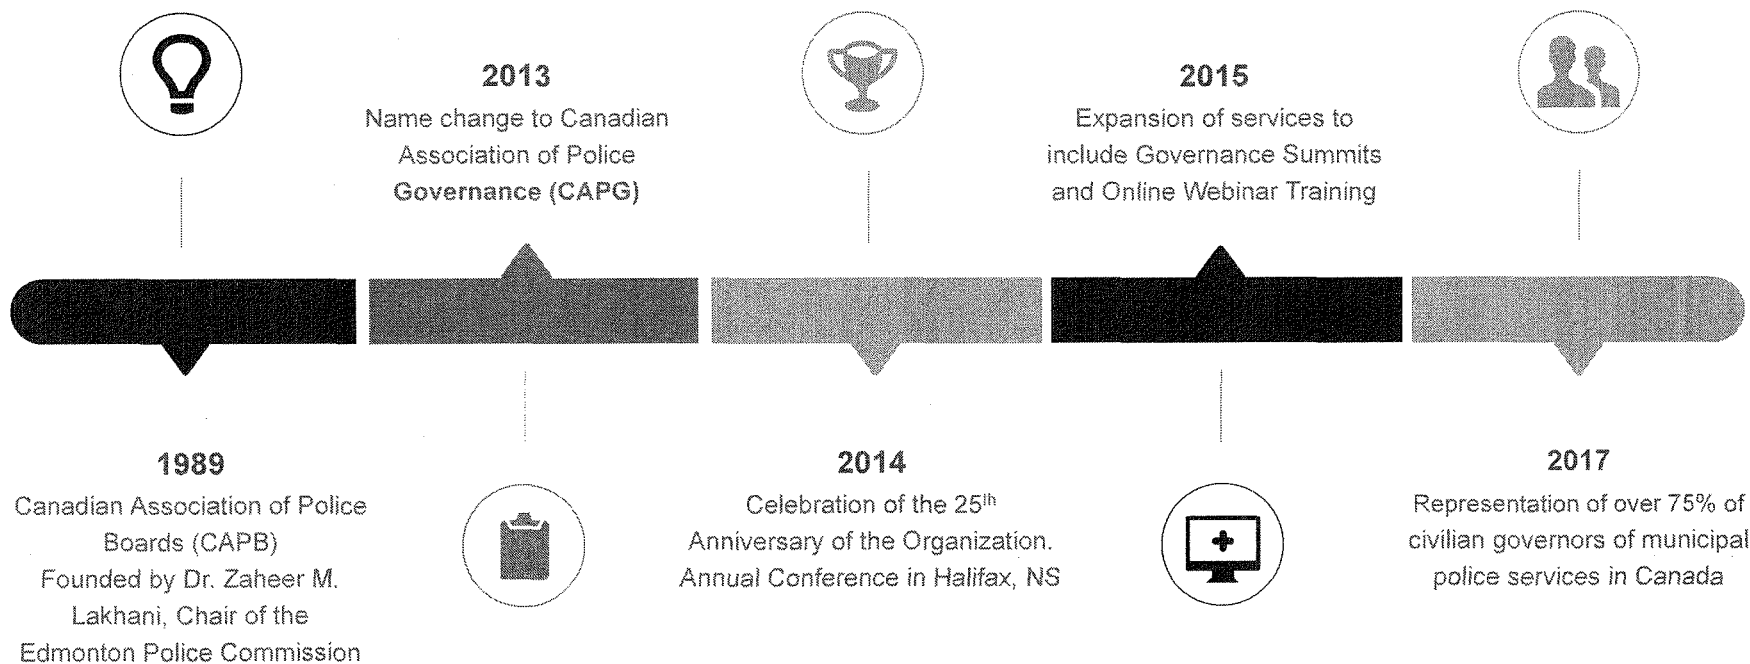 1989
Canadian Association of Police
Boards (CAPB)
Founded by Dr. Zaheer M.
Lakhani, Chair of the
Edmonton Police Commission
2013
Name change to Canadian
Association of Police
Governance (CAPG)
2014
Celebration of the 25th
Anniversary of the Organization.
Annual Conference in Halifax, NS
2015
Expansion of services to
include Governance Summits
and Online Webinar Training
2017
Representation of over 75% of
civilian governors of municipal
police services in Canada